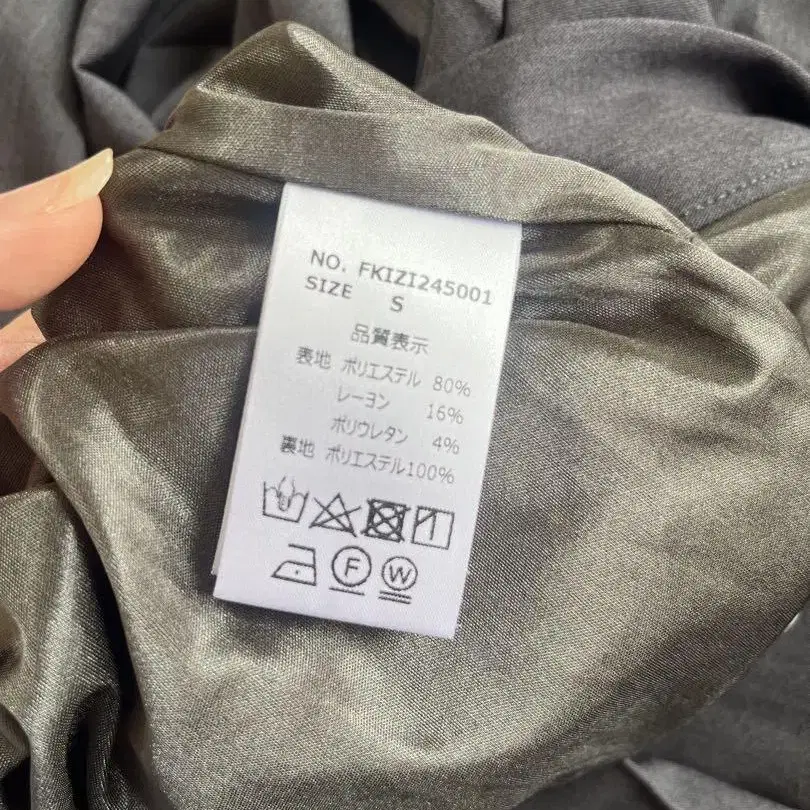 NO. FKIZI245001
SIZE S
品質表示
表地 ポリエステル 80%
レーヨン 16%
ポリウレタン 4%
裏地 ポリエステル100%
F W